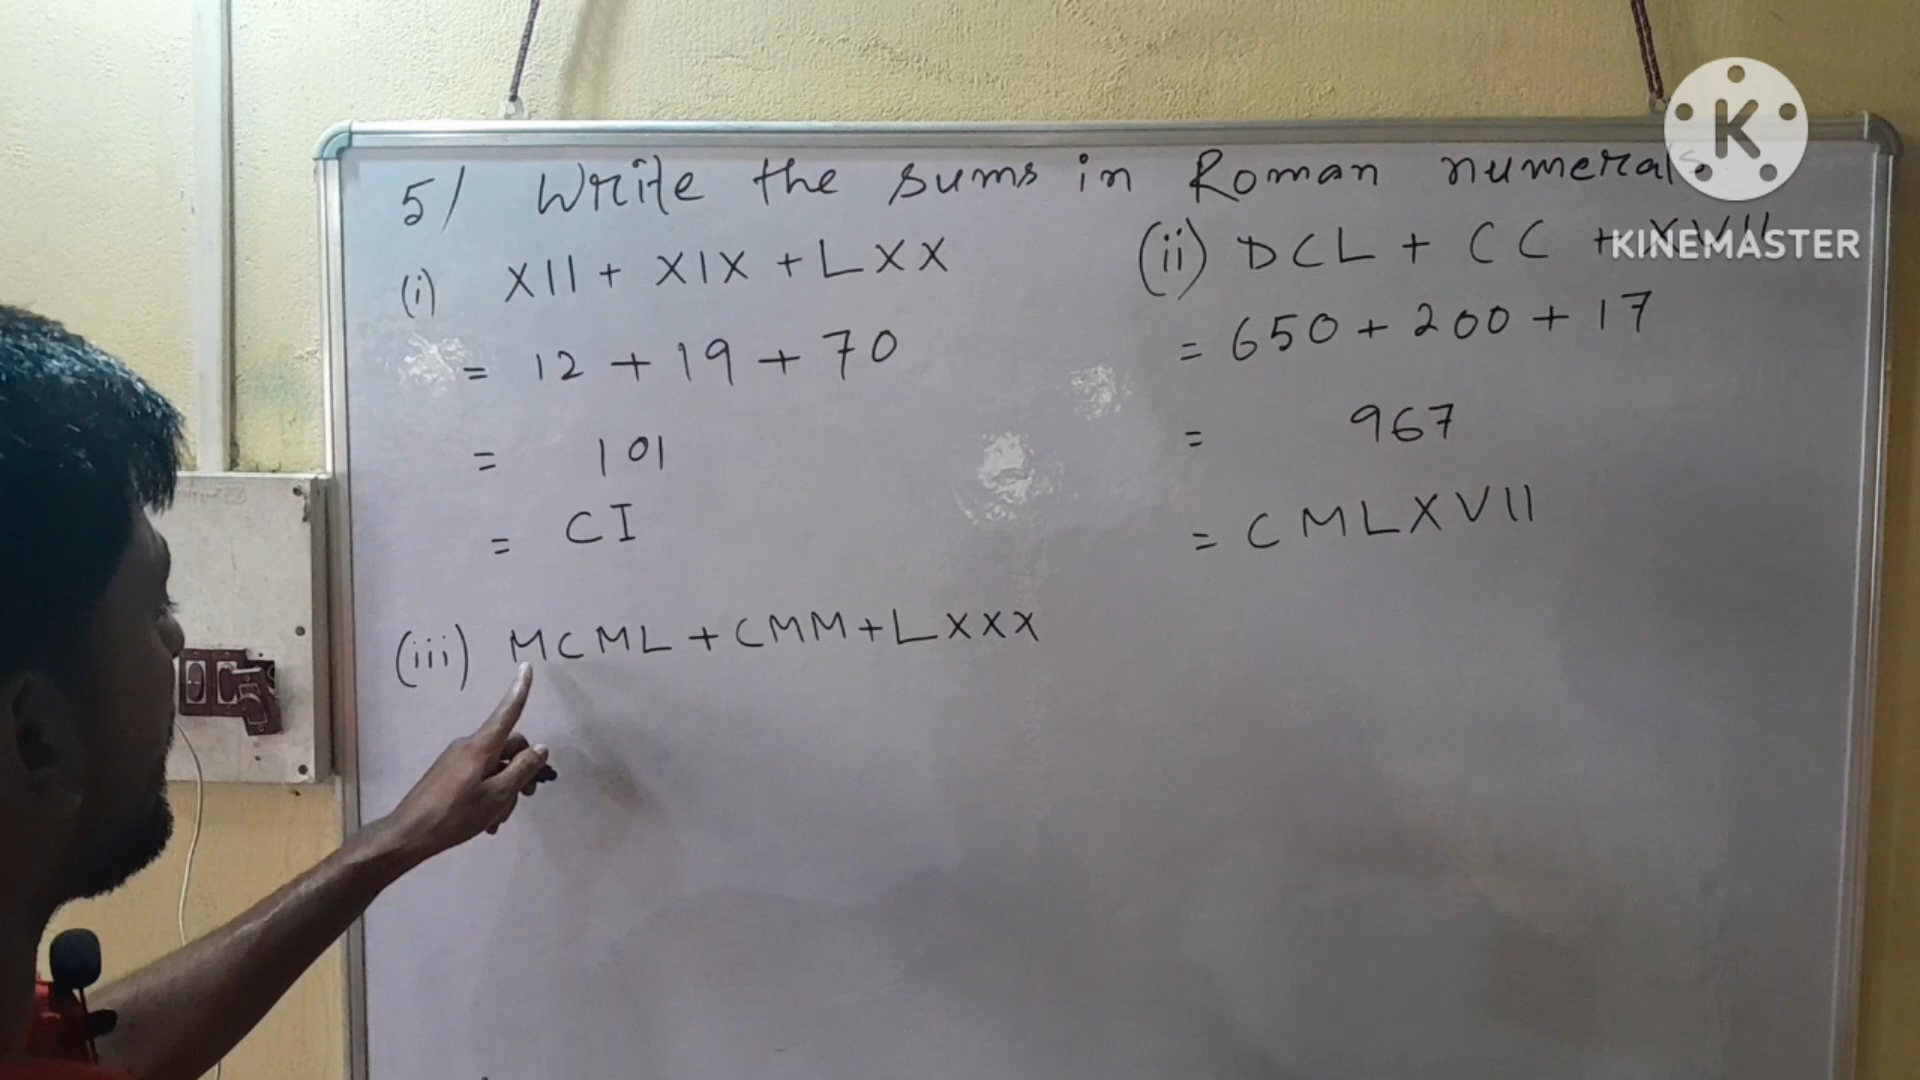 5/ Write the sums in Roman numerals
(i) XII + XIX + LXX
= 12 + 19 + 70
= 101
= CI
(ii) DCL + CC + XVII
= 650 + 200 + 17
= 967
= CMLXVII
(iii) MCML + CMM + LXXX
K
KINEMASTER